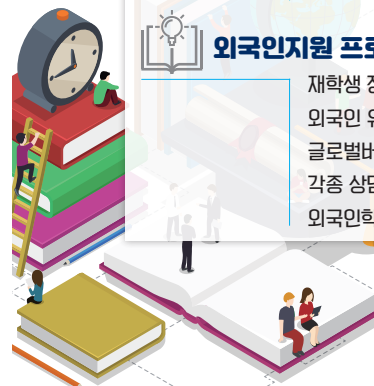 외국인지원 프로
재학생
외국인 유
글로벌버
각종 상담
외국인학